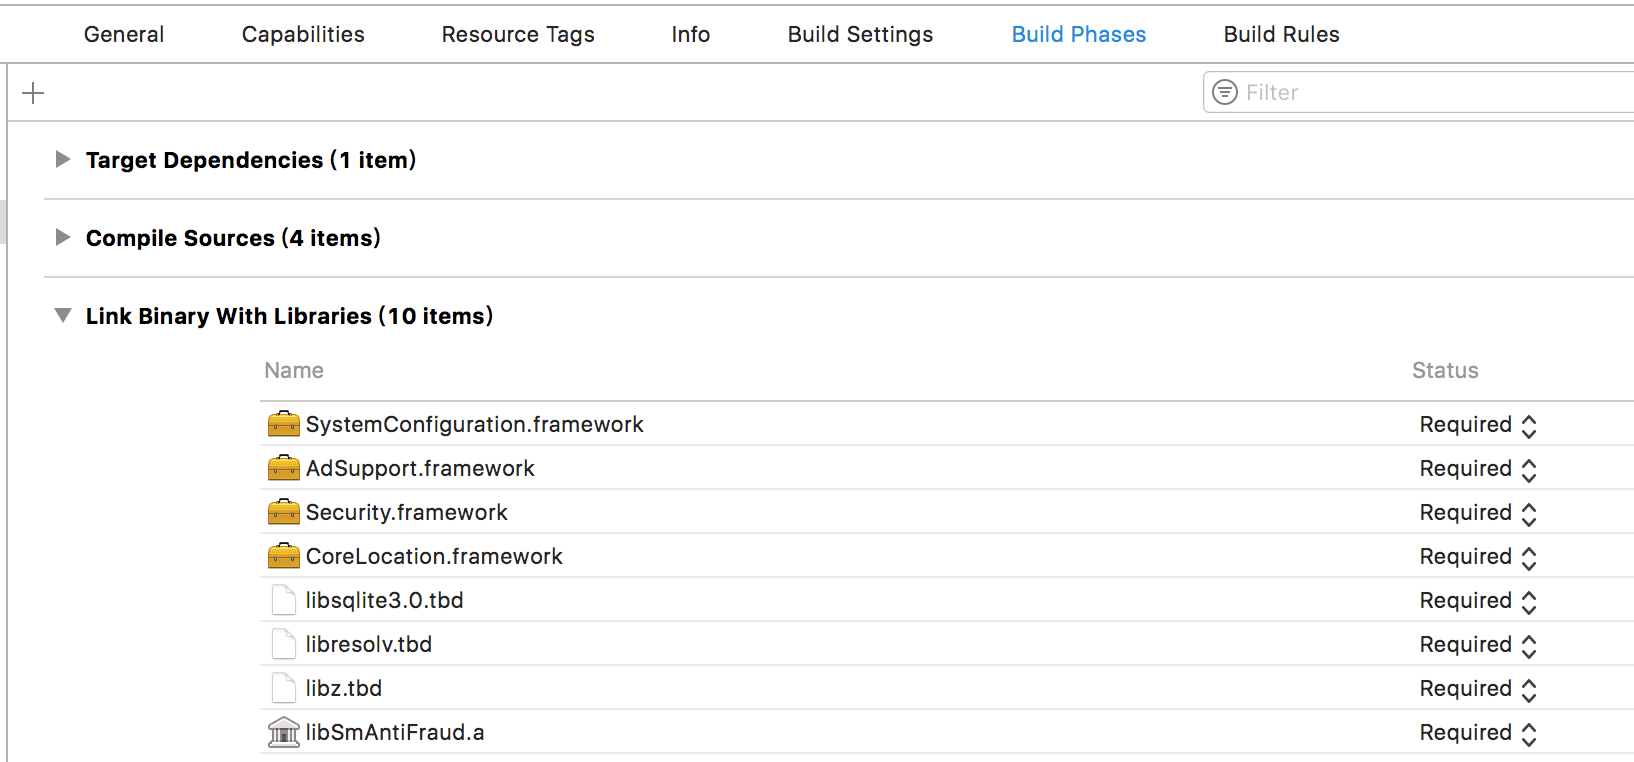 General Capabilities Resource Tags Info Build Settings Build Phases Build Rules
Filter
Target Dependencies (1 item)
Compile Sources (4 items)
Link Binary With Libraries (10 items)
Name Status
SystemConfiguration.framework Required
AdSupport.framework Required
Security.framework Required
CoreLocation.framework Required
libsqlite3.0.tbd Required
libresolv.tbd Required
libz.tbd Required
libSmAntiFraud.a Required